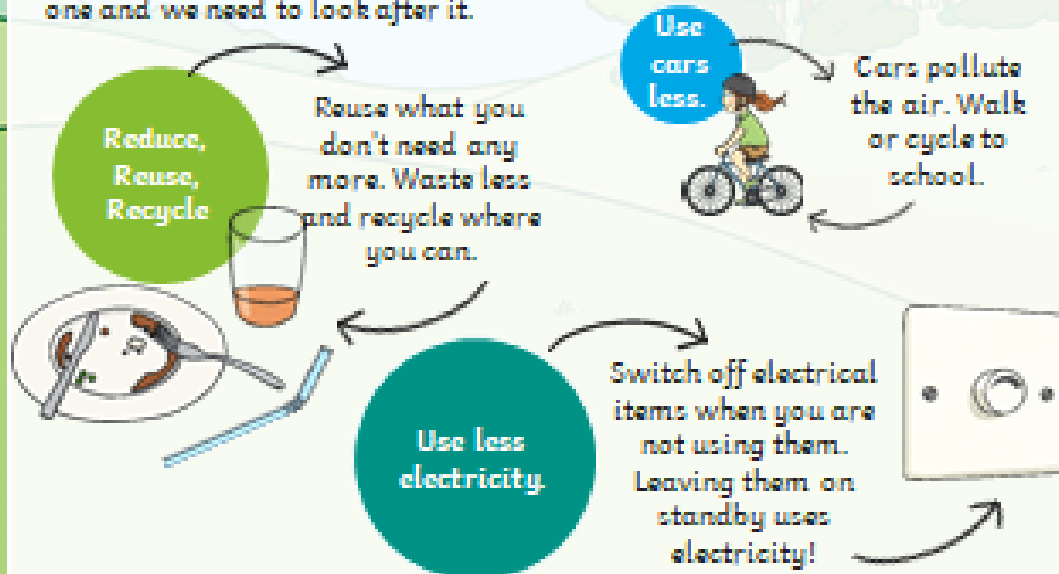 one and we need to look after it.
Reduce,
Reuse,
Recycle
Reuse what you
don't need any
more. Waste less
and recycle where
you can.
Use
cars
less.
Cars pollute
the air. Walk
or cycle to
school.
Use less
electricity.
Switch off electrical
items when you are
not using them.
Leaving them on
standby uses
electricity!